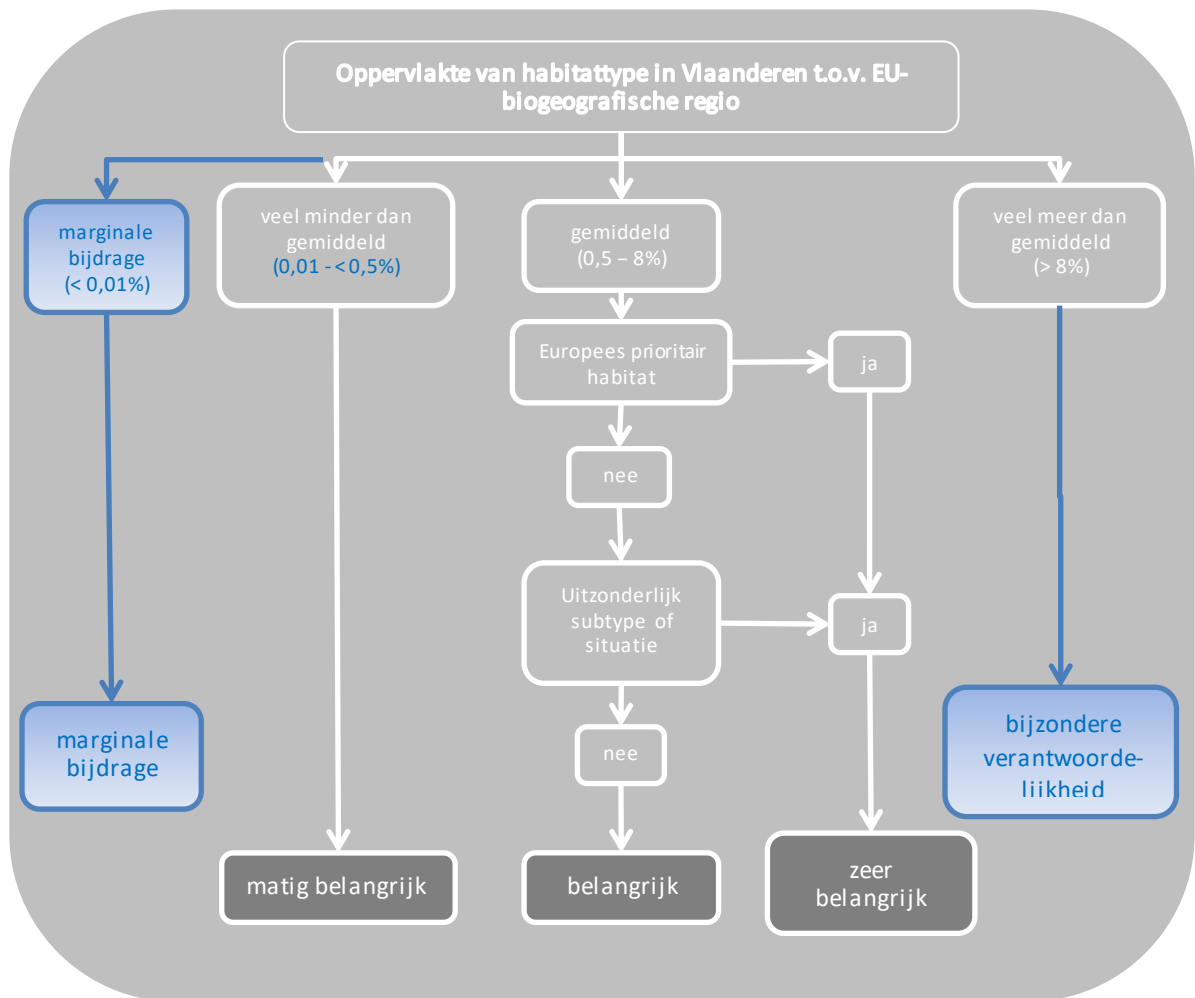 Oppervlakte van habitattype in Vlaanderen t.o.v. EU-
biogeografische regio
marginale
bijdrage
(< 0,01%)
veel minder dan
gemiddeld
(0,01 - < 0,5%)
gemiddeld
(0,5 – 8%)
veel meer dan
gemiddeld
(> 8%)
Europees prioritair
habitat
ja
nee
Uitzonderlijk
subtype of
situatie
ja
nee
marginale
bijdrage
bijzondere
verantwoorde-
lijkheid
matig belangrijk
belangrijk
zeer
belangrijk